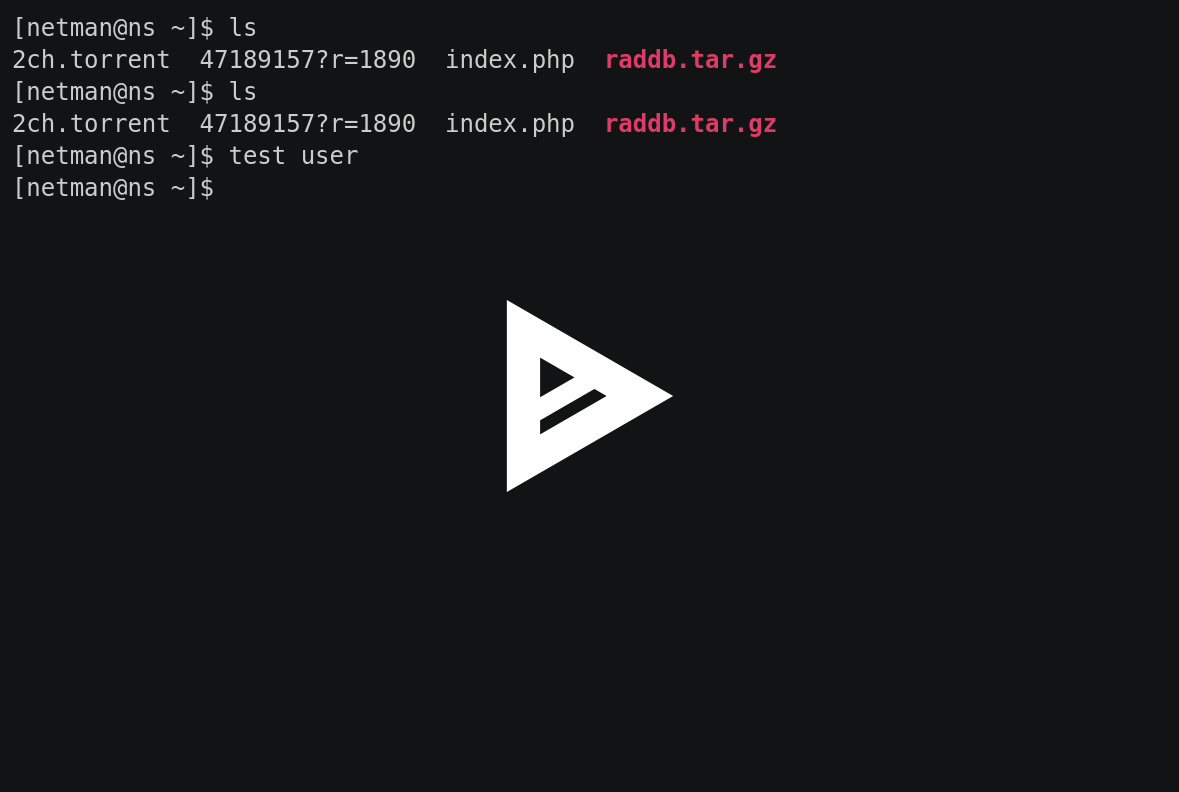 [netman@ns ~]$ ls
2ch.torrent  47189157?r=1890  index.php  raddb.tar.gz
[netman@ns ~]$ ls
2ch.torrent  47189157?r=1890  index.php  raddb.tar.gz
[netman@ns ~]$ test user
[netman@ns ~]$